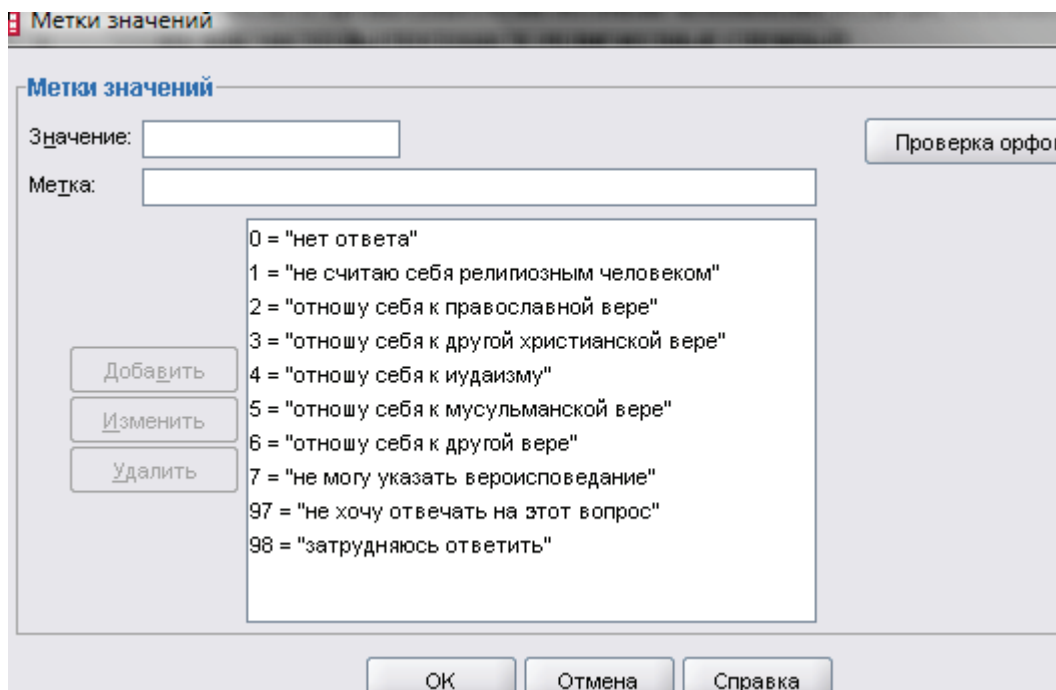 Метки значений
Метки значений
Значение:
Проверка орфо
Метка:
0 = "нет ответа"
1 = "не считаю себя религиозным человеком"
2 = "отношу себя к православной вере"
3 = "отношу себя к другой христианской вере"
4 = "отношу себя к иудаизму"
5 = "отношу себя к мусульманской вере"
6 = "отношу себя к другой вере"
7 = "не могу указать вероисповедание"
97 = "не хочу отвечать на этот вопрос"
98 = "затрудняюсь ответить"
Добавить
Изменить
Удалить
ОК
Отмена
Справка